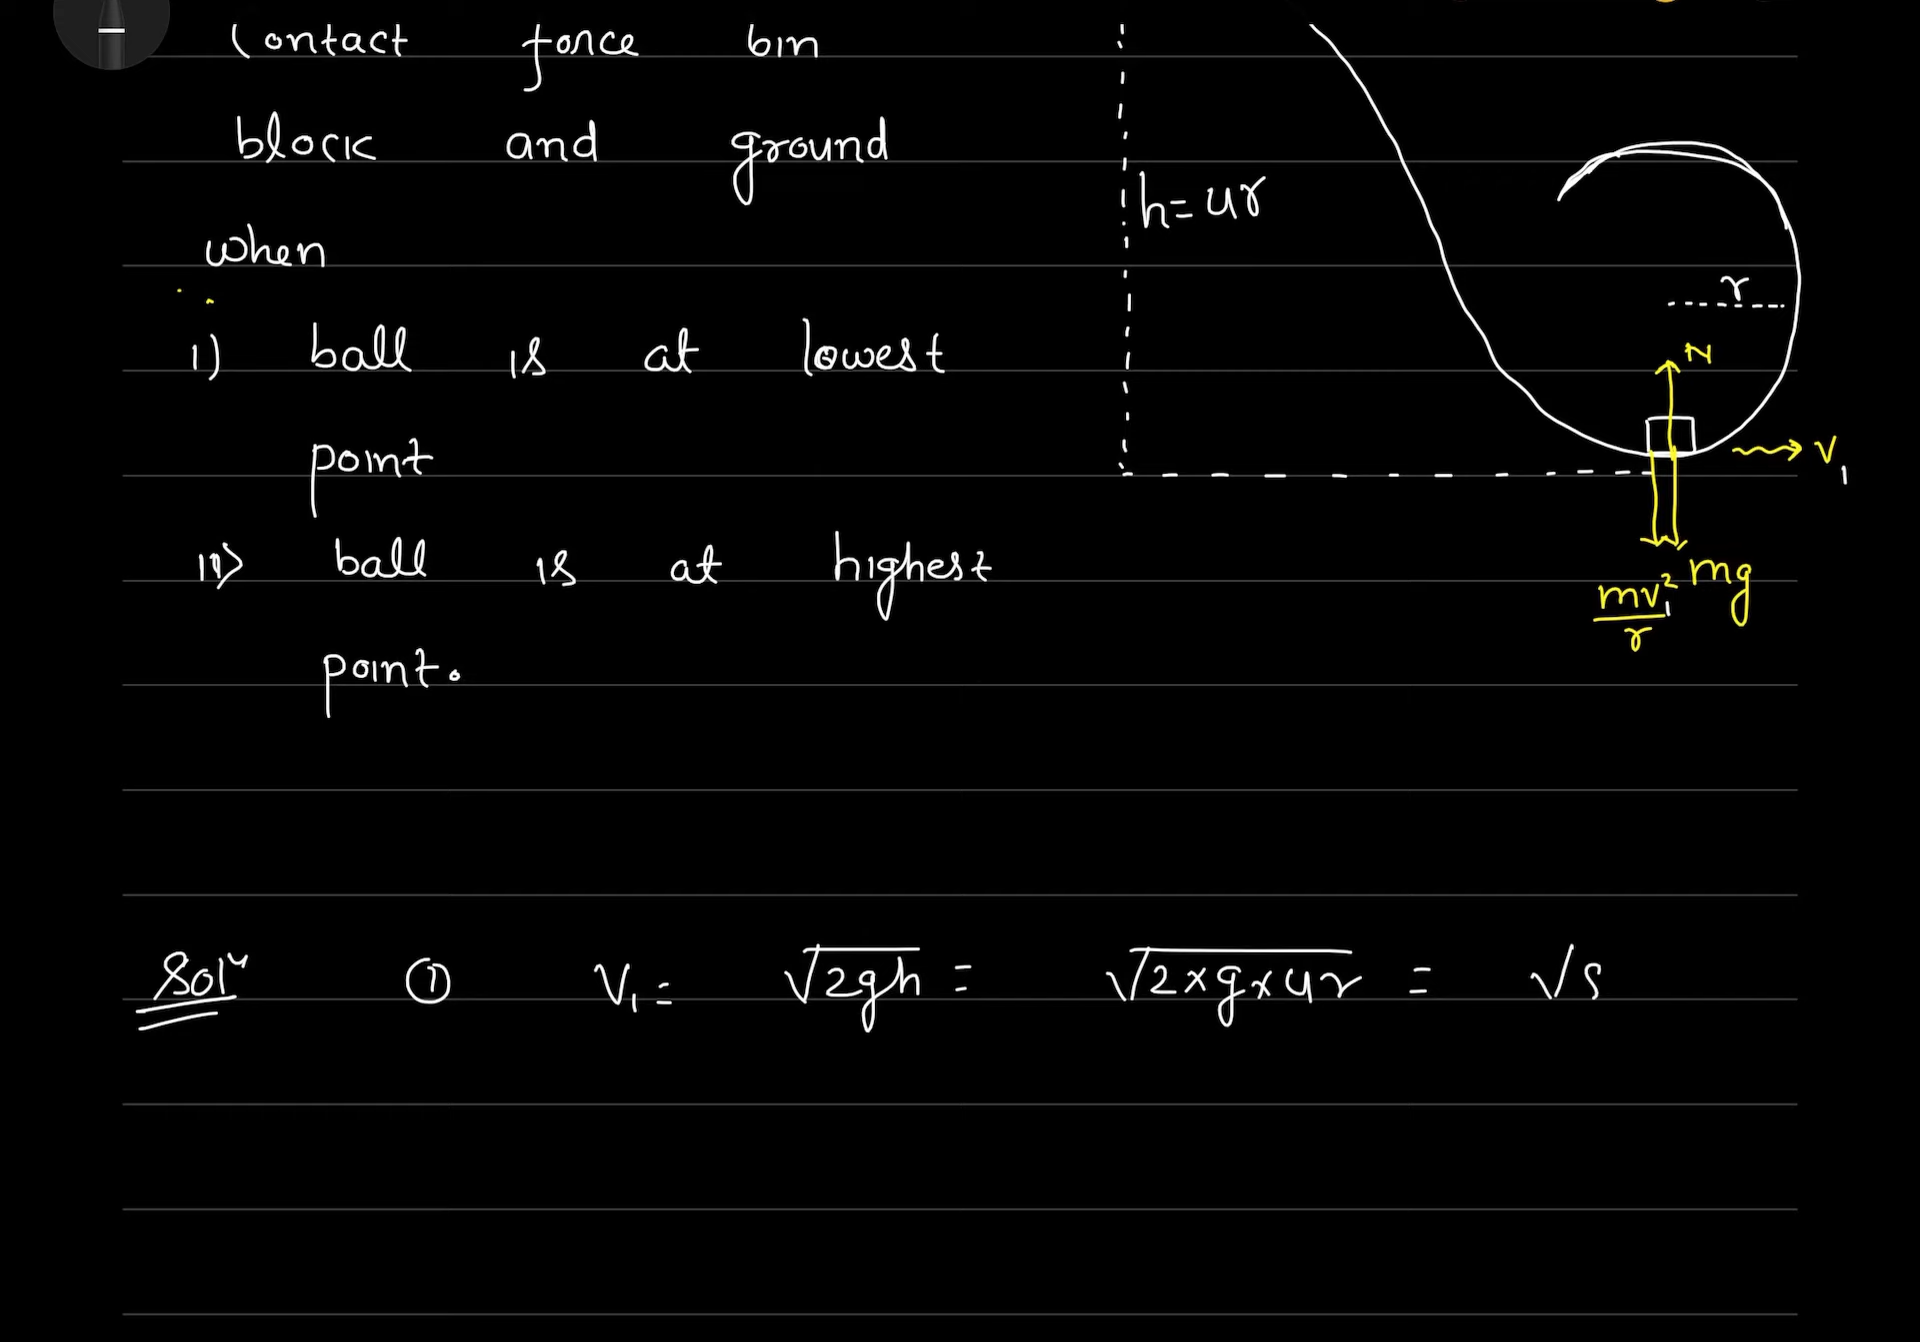 Contact force b/n
block and ground
when
h = 4r
r
i) ball is at lowest
N
point
V₁
ii) ball is at highest
mg
mv₁²/r
point.
Solⁿ ① V₁ = √2gh = √2×g×4r = √8